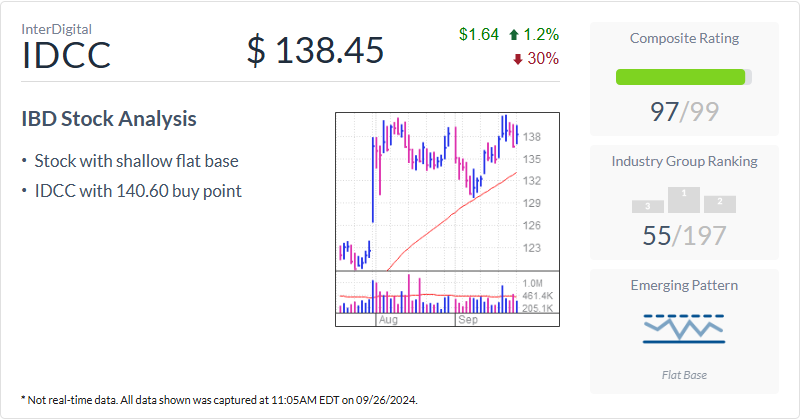 InterDigital
IDCC
$ 138.45
$1.64 1.2%
30%
IBD Stock Analysis
• Stock with shallow flat base
• IDCC with 140.60 buy point
138
135
132
129
126
123
1.0M
461.4K
205.1K
Aug Sep
Composite Rating
97/99
Industry Group Ranking
3 1 2
55/197
Emerging Pattern
Flat Base
* Not real-time data. All data shown was captured at 11:05AM EDT on 09/26/2024.